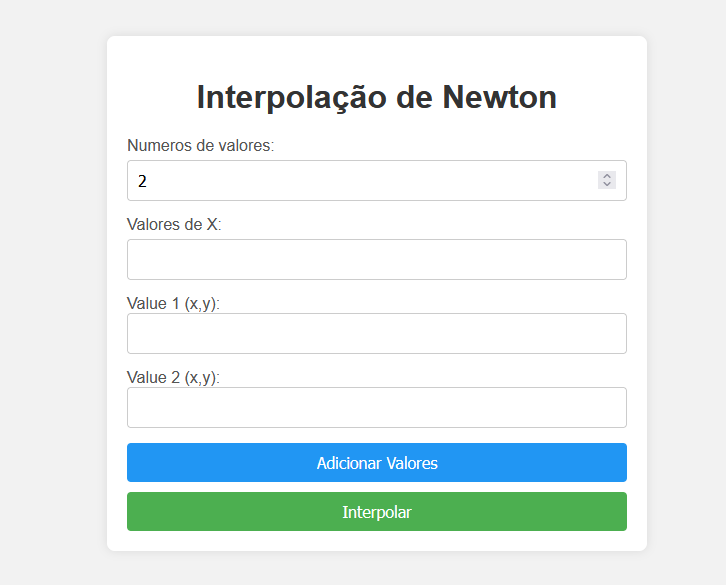 Interpolação de Newton
Numeros de valores:
2
Valores de X:
Value 1 (x,y):
Value 2 (x,y):
Adicionar Valores
Interpolar